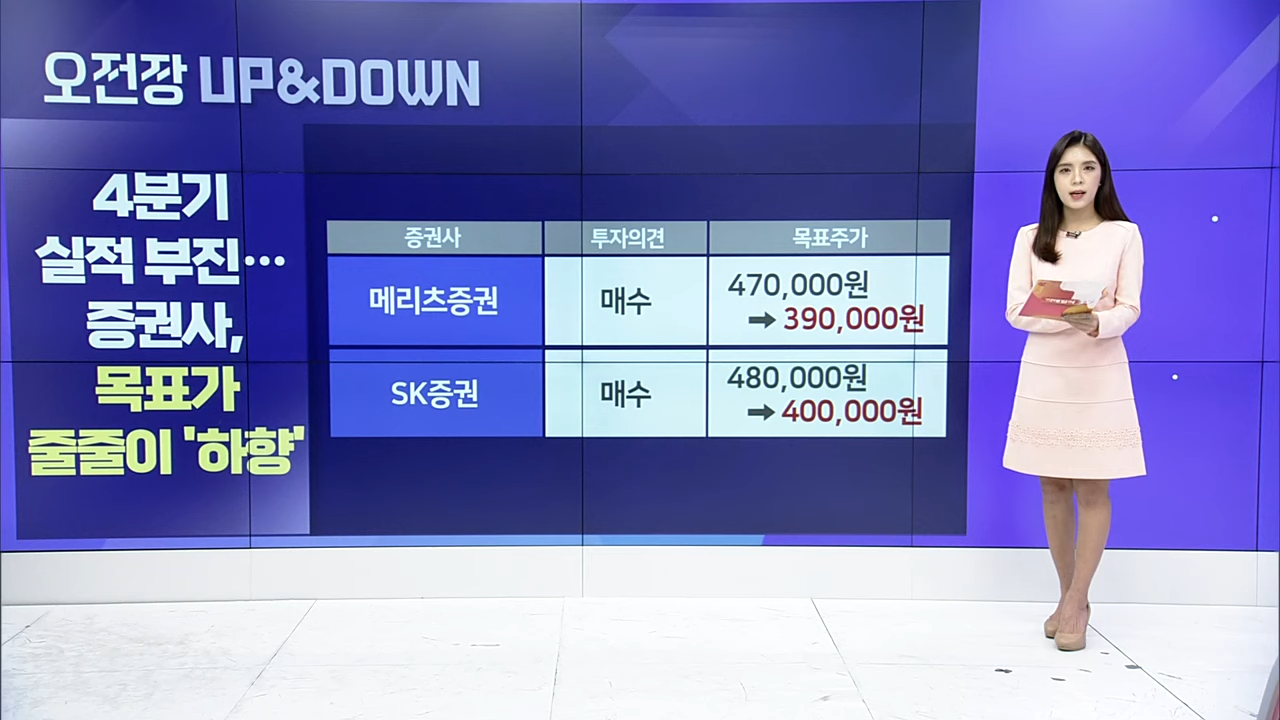 오전장 UP&DOWN
4분기
실적 부진…
증권사,
목표가
줄줄이 '하향'
증권사 투자의견 목표주가
메리츠증권 매수 470,000원
➡ 390,000원
SK증권 매수 480,000원
➡ 400,000원